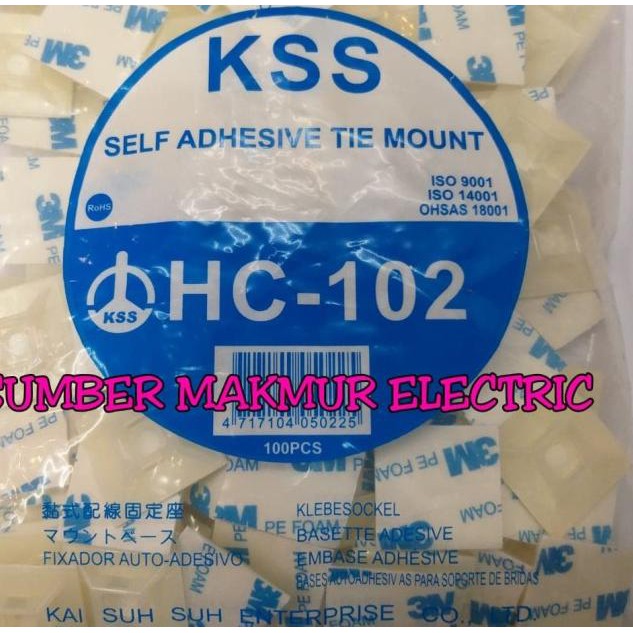 KSS
SELF ADHESIVE TIE MOUNT
ISO 9001
ISO 14001
OHSAS 18001
RoHS
KSS
HC-102
SUMBER MAKMUR ELECTRIC
4 717104 050225
100PCS
黏式配線固定座
マウントベース
FIXADOR AUTO-ADESIVO
KLEBESOCKEL
BASETTE ADESIVE
EMBASE ADHESIVE
BASES AUTOADHESIV AS PARA SOPORTE DE BRIDAS
KAI SUH SUH ENTERPRISE CO., LTD.
3M PE FOAM